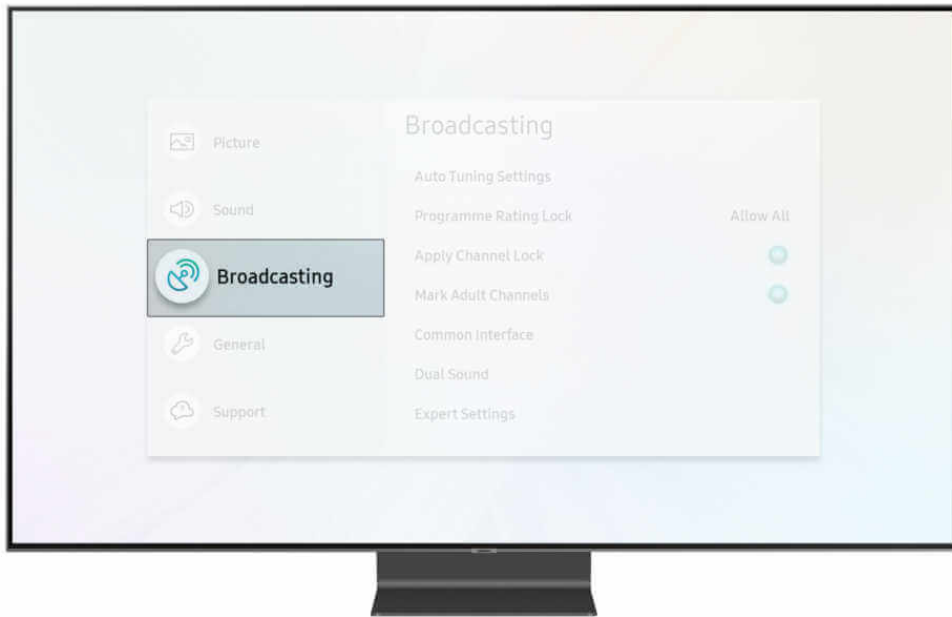 Picture
Sound
Broadcasting
General
Support
Broadcasting
Auto Tuning Settings
Programme Rating Lock Allow All
Apply Channel Lock
Mark Adult Channels
Common Interface
Dual Sound
Expert Settings